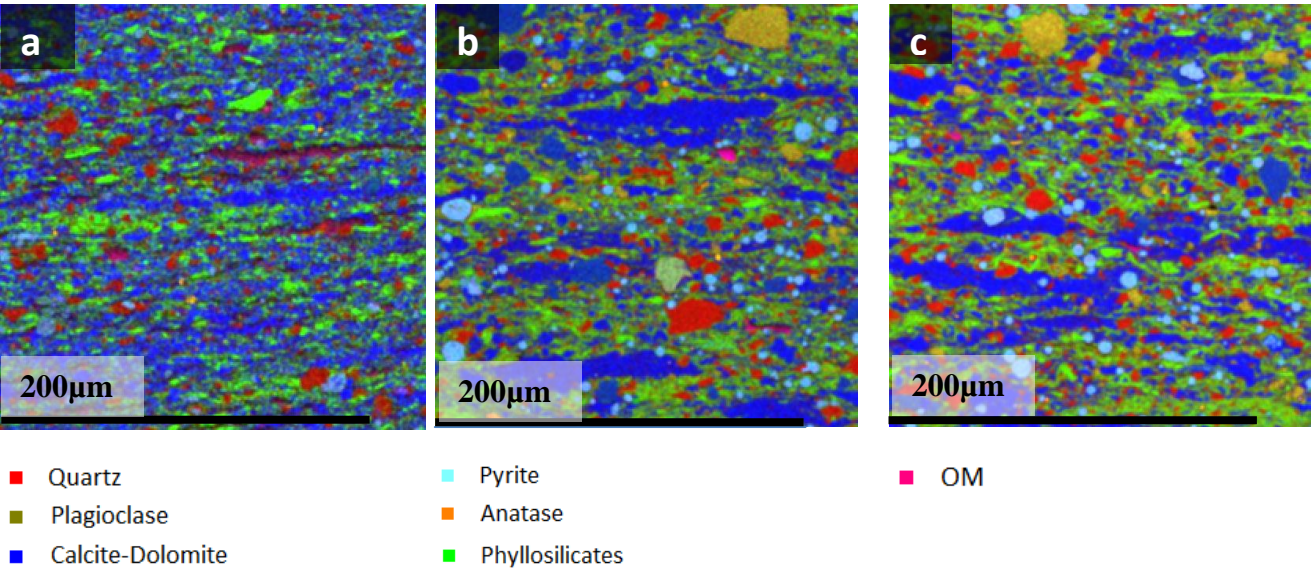 a
b
c
200µm
200µm
200µm
Quartz
Pyrite
OM
Plagioclase
Anatase
Calcite-Dolomite
Phyllosilicates